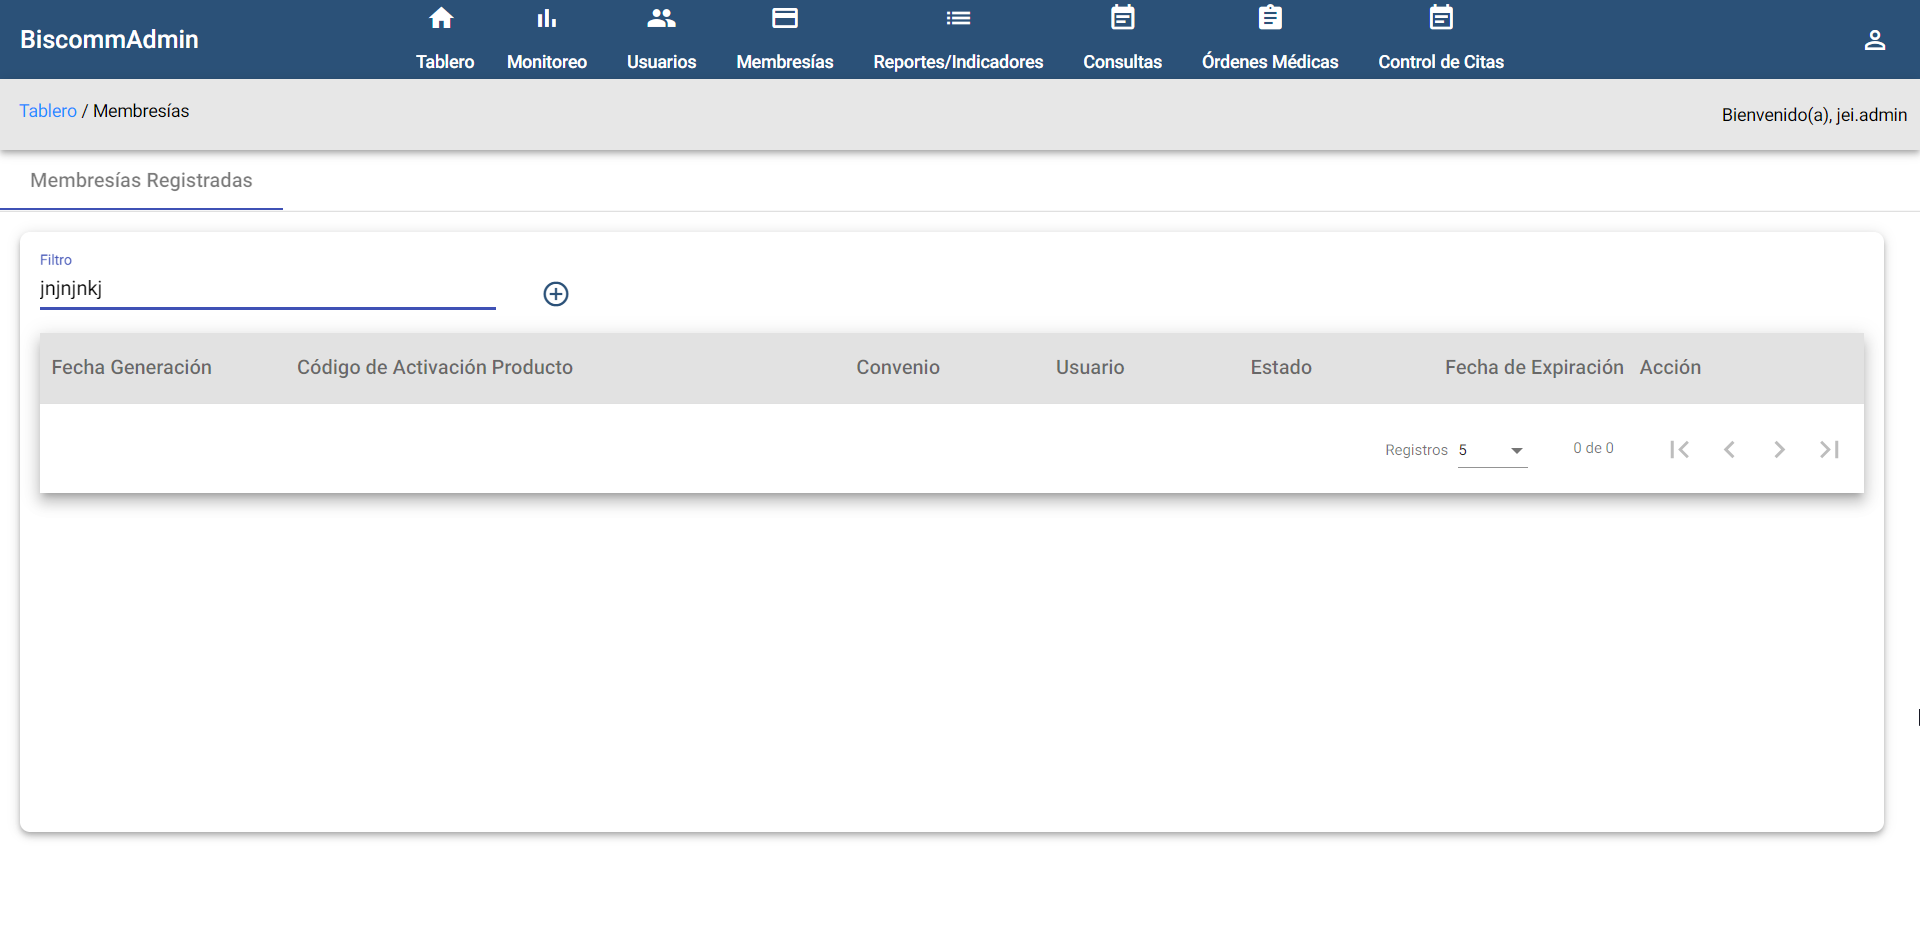 BiscommAdmin
Tablero Monitoreo Usuarios Membresías Reportes/Indicadores Consultas Órdenes Médicas Control de Citas
Tablero / Membresías
Bienvenido(a), jei.admin
Membresías Registradas
Filtro
jnjnjnkj
Fecha Generación Código de Activación Producto Convenio Usuario Estado Fecha de Expiración Acción
Registros 5 0 de 0